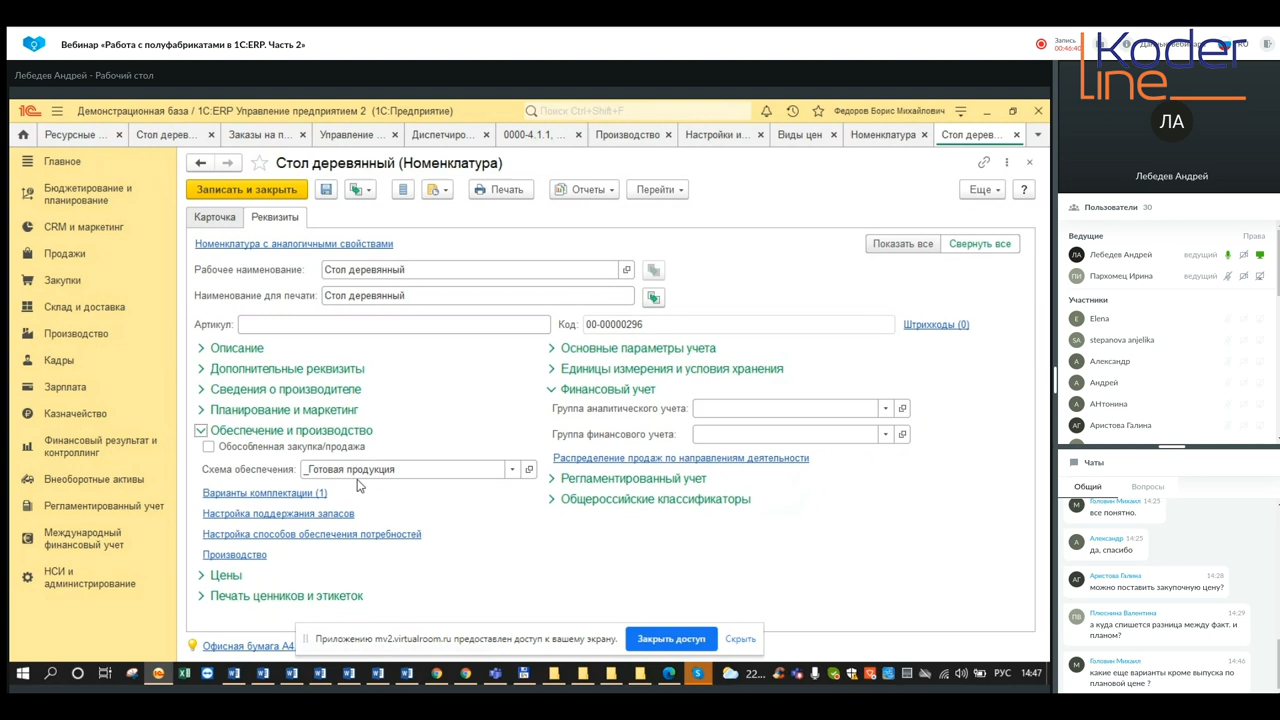 Вебинар «Работа с полуфабрикатами в 1С:ERP. Часть 2»
Запись
00:46:40
RU
Koder
line
Лебедев Андрей - Рабочий стол
Демонстрационная база / 1С:ERP Управление предприятием 2 (1С:Предприятие)
Поиск Ctrl+Shift+F
Федоров Борис Михайлович
Ресурсные ...
Стол дерев...
Заказы на п...
Управление ...
Диспетчиро...
0000-4.1.1, ...
Производство
Настройки и...
Виды цен
Номенклатура
Стол дерев...
Главное
Бюджетирование и
планирование
CRM и маркетинг
Продажи
Закупки
Склад и доставка
Производство
Кадры
Зарплата
Казначейство
Финансовый результат и
контроллинг
Внеоборотные активы
Регламентированный учет
Международный
финансовый учет
НСИ и
администрирование
Стол деревянный (Номенклатура)
Записать и закрыть
Печать
Отчеты
Перейти
Еще
?
Карточка
Реквизиты
Номенклатура с аналогичными свойствами
Показать все
Свернуть все
Рабочее наименование:
Стол деревянный
Наименование для печати:
Стол деревянный
Артикул:
Код:
00-00000296
Штрихкоды (0)
Описание
Дополнительные реквизиты
Сведения о производителе
Планирование и маркетинг
Обеспечение и производство
Обособленная закупка/продажа
Схема обеспечения:
_Готовая продукция
Варианты комплектации (1)
Настройка поддержания запасов
Настройка способов обеспечения потребностей
Производство
Цены
Печать ценников и этикеток
Основные параметры учета
Единицы измерения и условия хранения
Финансовый учет
Группа аналитического учета:
Группа финансового учета:
Распределение продаж по направлениям деятельности
Регламентированный учет
Общероссийские классификаторы
Офисная бумага А4,
Приложению mv2.virtualroom.ru предоставлен доступ к вашему экрану.
Закрыть доступ
Скрыть
22...
РУС
14:47
ЛА
Лебедев Андрей
Пользователи 30
Ведущие
Права
ЛА
Лебедев Андрей
ведущий
ПИ
Пархомец Ирина
ведущий
Участники
E
Elena
SA
stepanova anjelika
А
Александр
А
Андрей
А
АНтонина
АГ
Аристова Галина
Чаты
Общий
Вопросы
М
Головин Михаил 14:25
все понятно.
А
Александр 14:25
да, спасибо
АГ
Аристова Галина 14:28
можно поставить закупочную цену?
ПВ
Плюснина Валентина 14:29
а куда спишется разница между факт. и
планом?
М
Головин Михаил 14:46
какие еще варианты кроме выпуска по
плановой цене ?